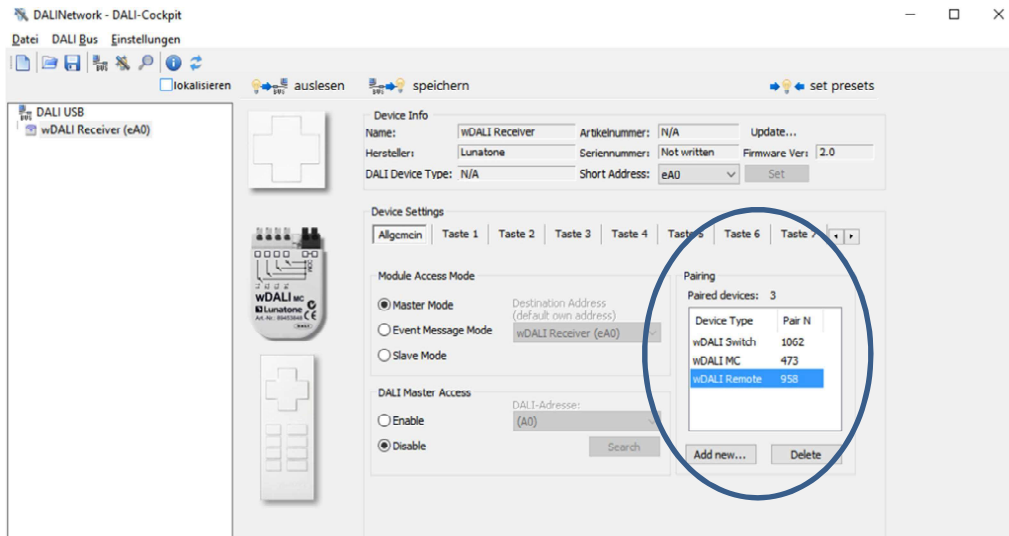 DALINetwork - DALI-Cockpit
Datei DALI Bus Einstellungen
lokalisieren auslesen speichern set presets
DALI USB
wDALI Receiver (eA0)
Device Info
Name: wDALI Receiver Artikelnummer: N/A Update...
Hersteller: Lunatone Seriennummer: Not written Firmware Ver: 2.0
DALI Device Type: N/A Short Address: eA0 Set
Device Settings
Allgemein Taste 1 Taste 2 Taste 3 Taste 4 Taste 5 Taste 6 Taste 7
Module Access Mode
Master Mode
Event Message Mode
Slave Mode
Destination Address
(default own address)
wDALI Receiver (eA0)
DALI Master Access
Enable
Disable
DALI-Adresse:
(A0)
Search
Pairing
Paired devices: 3
Device Type Pair N
wDALI Switch 1062
wDALI MC 473
wDALI Remote 958
Add new... Delete
wDALI MC
Lunatone